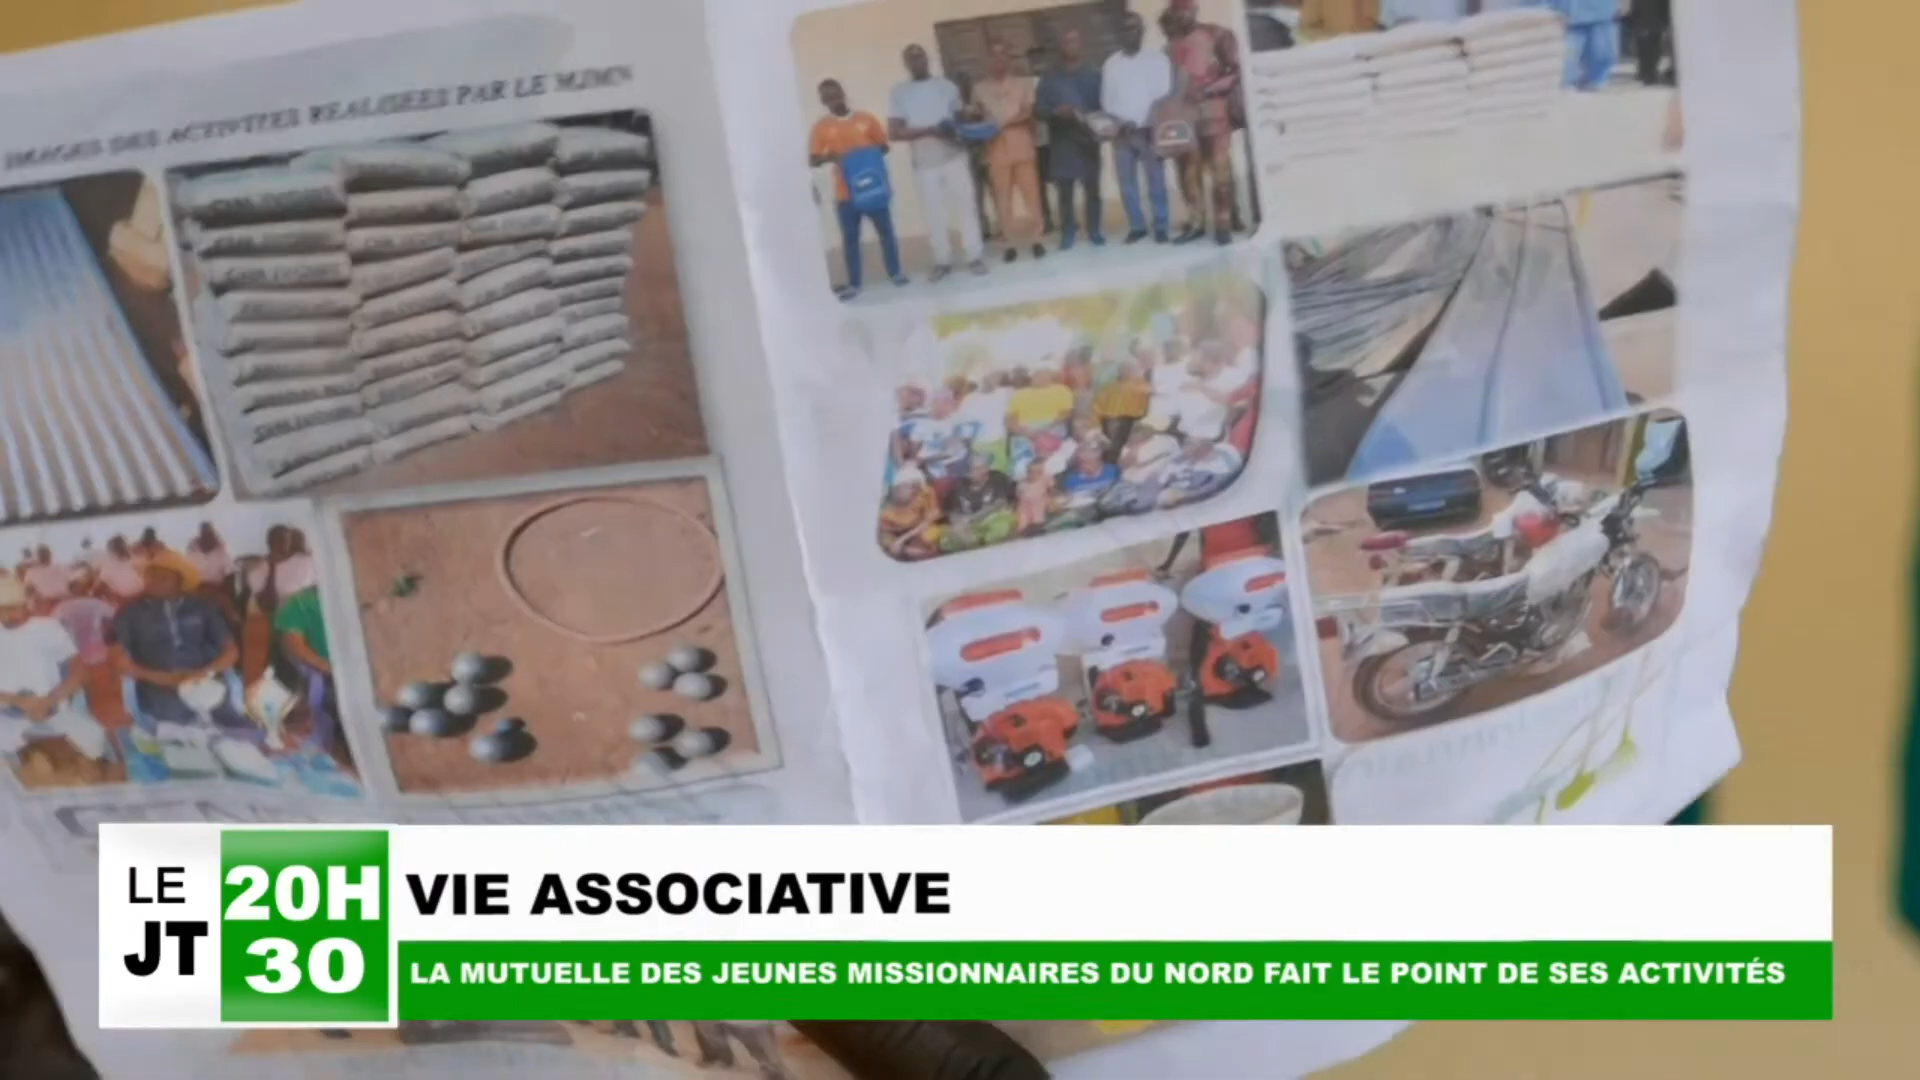 IMAGES DES ACTIVITES REALISEES PAR LE MJMN
LE
JT
20H
30
VIE ASSOCIATIVE
LA MUTUELLE DES JEUNES MISSIONNAIRES DU NORD FAIT LE POINT DE SES ACTIVITÉS